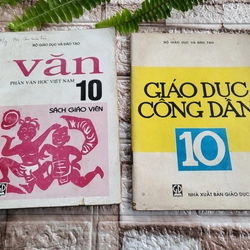 BỘ GIÁO DỤC VÀ ĐÀO TẠO
văn
PHẦN VĂN HỌC VIỆT NAM
10
SÁCH GIÁO VIÊN
BỘ GIÁO DỤC VÀ ĐÀO TẠO
GIÁO DỤC
CÔNG DÂN
10
NHÀ XUẤT BẢN GIÁO DỤC